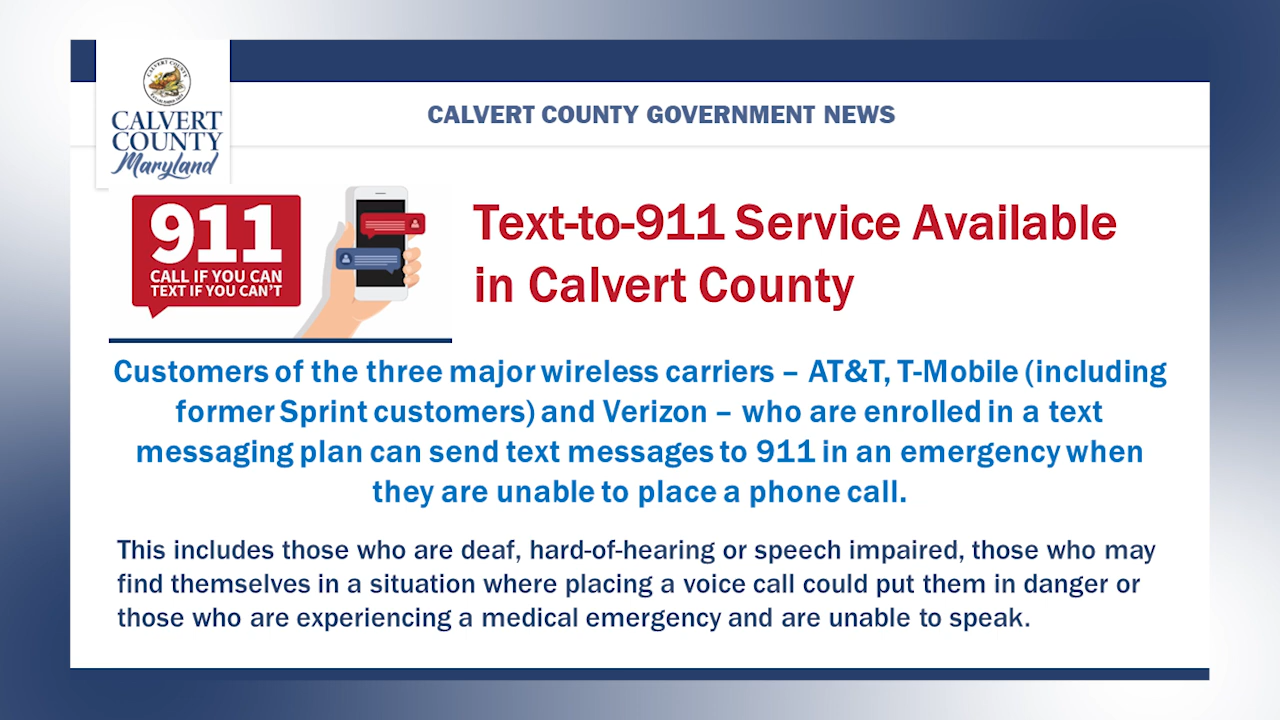 CALVERT COUNTY
CALVERT
COUNTY
Maryland
CALVERT COUNTY GOVERNMENT NEWS
911
CALL IF YOU CAN
TEXT IF YOU CAN'T
Text-to-911 Service Available
in Calvert County
Customers of the three major wireless carriers – AT&T, T-Mobile (including
former Sprint customers) and Verizon – who are enrolled in a text
messaging plan can send text messages to 911 in an emergency when
they are unable to place a phone call.
This includes those who are deaf, hard-of-hearing or speech impaired, those who may
find themselves in a situation where placing a voice call could put them in danger or
those who are experiencing a medical emergency and are unable to speak.